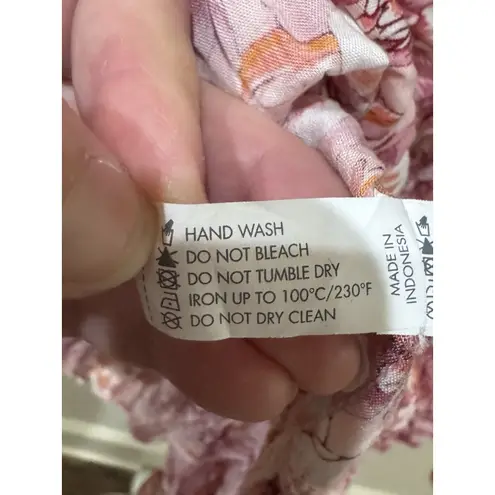 HAND WASH
DO NOT BLEACH
DO NOT TUMBLE DRY
IRON UP TO 100°C/230°F
DO NOT DRY CLEAN
MADE IN
INDONESIA